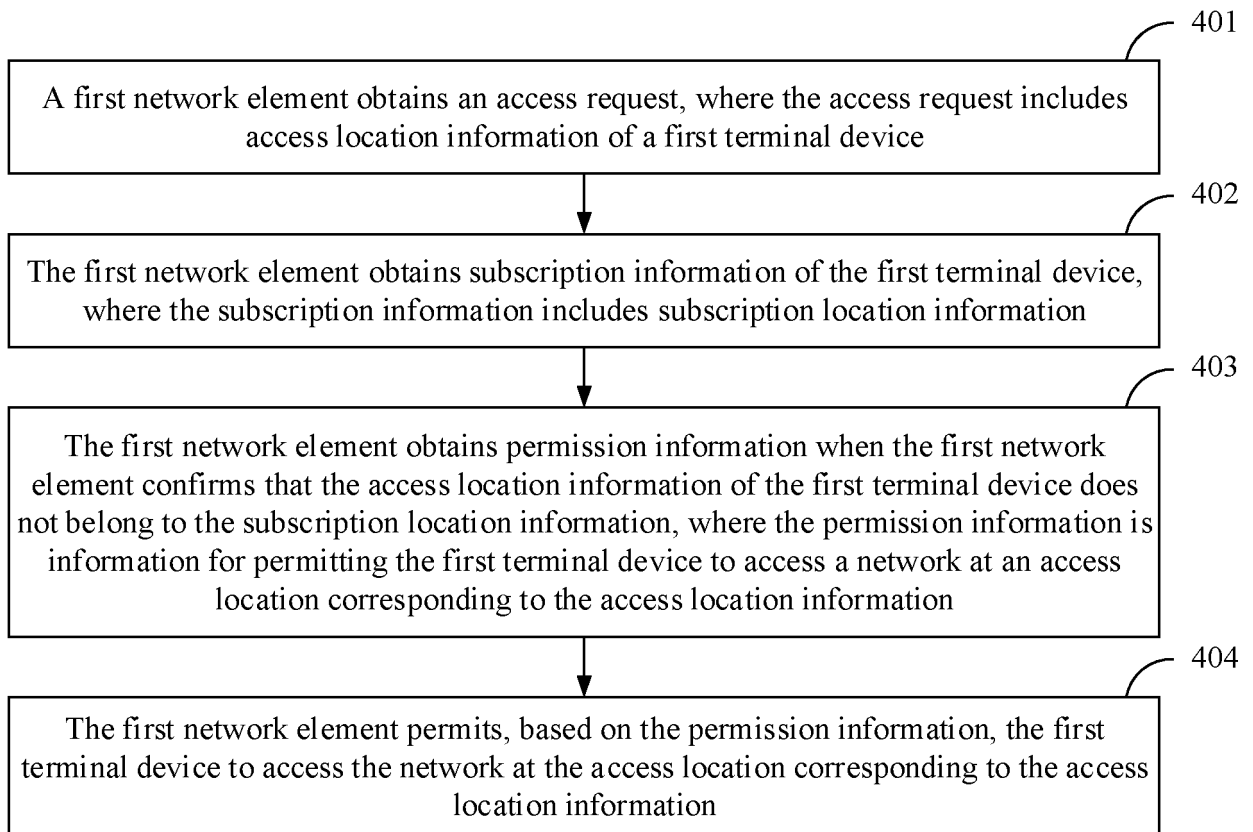 401
A first network element obtains an access request, where the access request includes
access location information of a first terminal device
402
The first network element obtains subscription information of the first terminal device,
where the subscription information includes subscription location information
403
The first network element obtains permission information when the first network
element confirms that the access location information of the first terminal device does
not belong to the subscription location information, where the permission information is
information for permitting the first terminal device to access a network at an access
location corresponding to the access location information
404
The first network element permits, based on the permission information, the first
terminal device to access the network at the access location corresponding to the access
location information